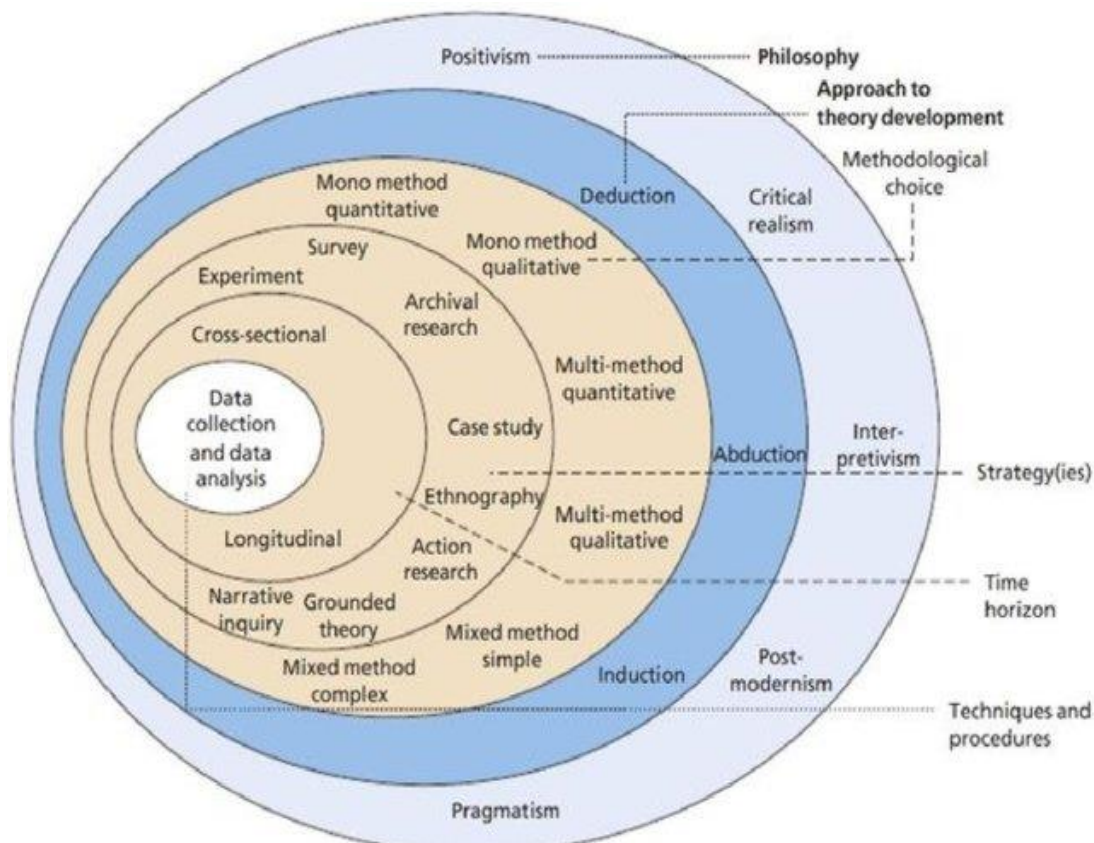 Positivism
Philosophy
Approach to
theory development
Methodological
choice
Critical
realism
Deduction
Mono method
quantitative
Mono method
qualitative
Survey
Experiment
Archival
research
Cross-sectional
Multi-method
quantitative
Data
collection
and data
analysis
Case study
Abduction
Inter-
pretivism
Strategy(ies)
Ethnography
Multi-method
qualitative
Longitudinal
Action
research
Time
horizon
Narrative
inquiry
Grounded
theory
Mixed method
simple
Mixed method
complex
Induction
Post-
modernism
Techniques and
procedures
Pragmatism